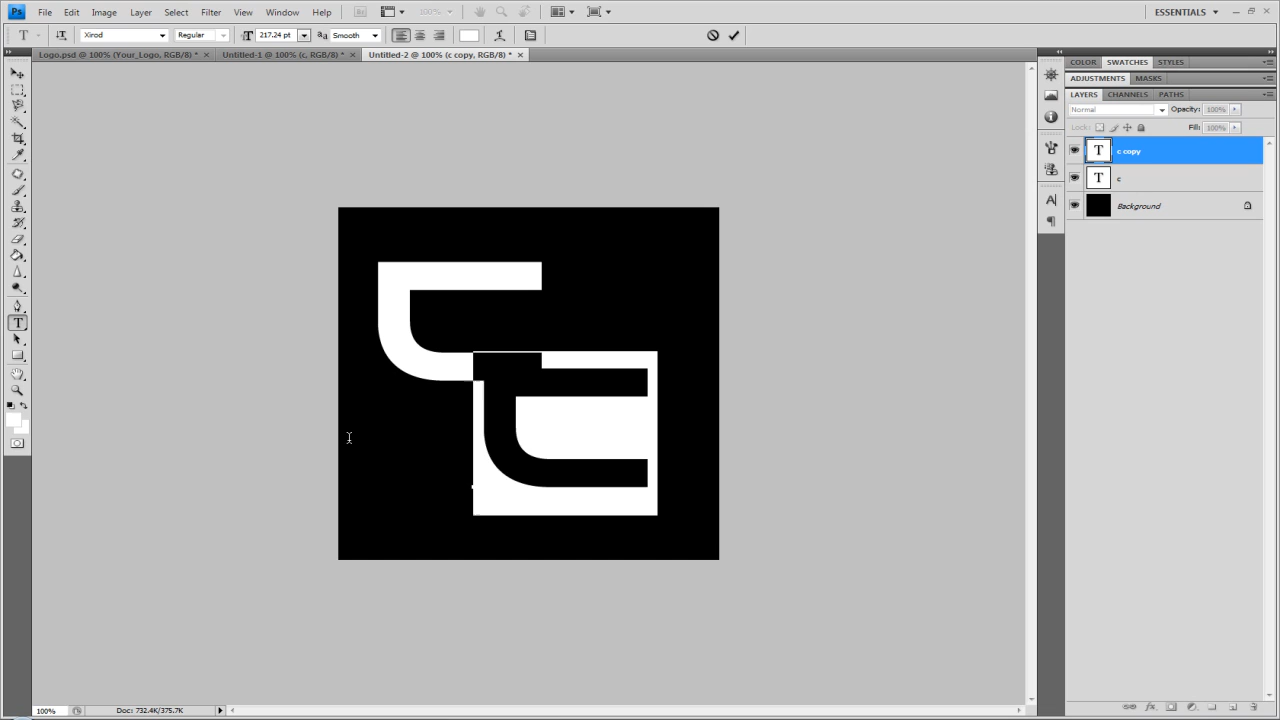 Ps File Edit Image Layer Select Filter View Window Help 100% ESSENTIALS
T T Xirod Regular T 217.24 pt aa Smooth
Logo.psd @ 100% (Your_Logo, RGB/8) * × Untitled-1 @ 100% (c, RGB/8) * × Untitled-2 @ 100% (c copy, RGB/8) * ×
COLOR SWATCHES STYLES
ADJUSTMENTS MASKS
LAYERS CHANNELS PATHS
Normal Opacity: 100%
Lock: Fill: 100%
T c copy
T c
Background
100% Doc: 732.4K/375.7K